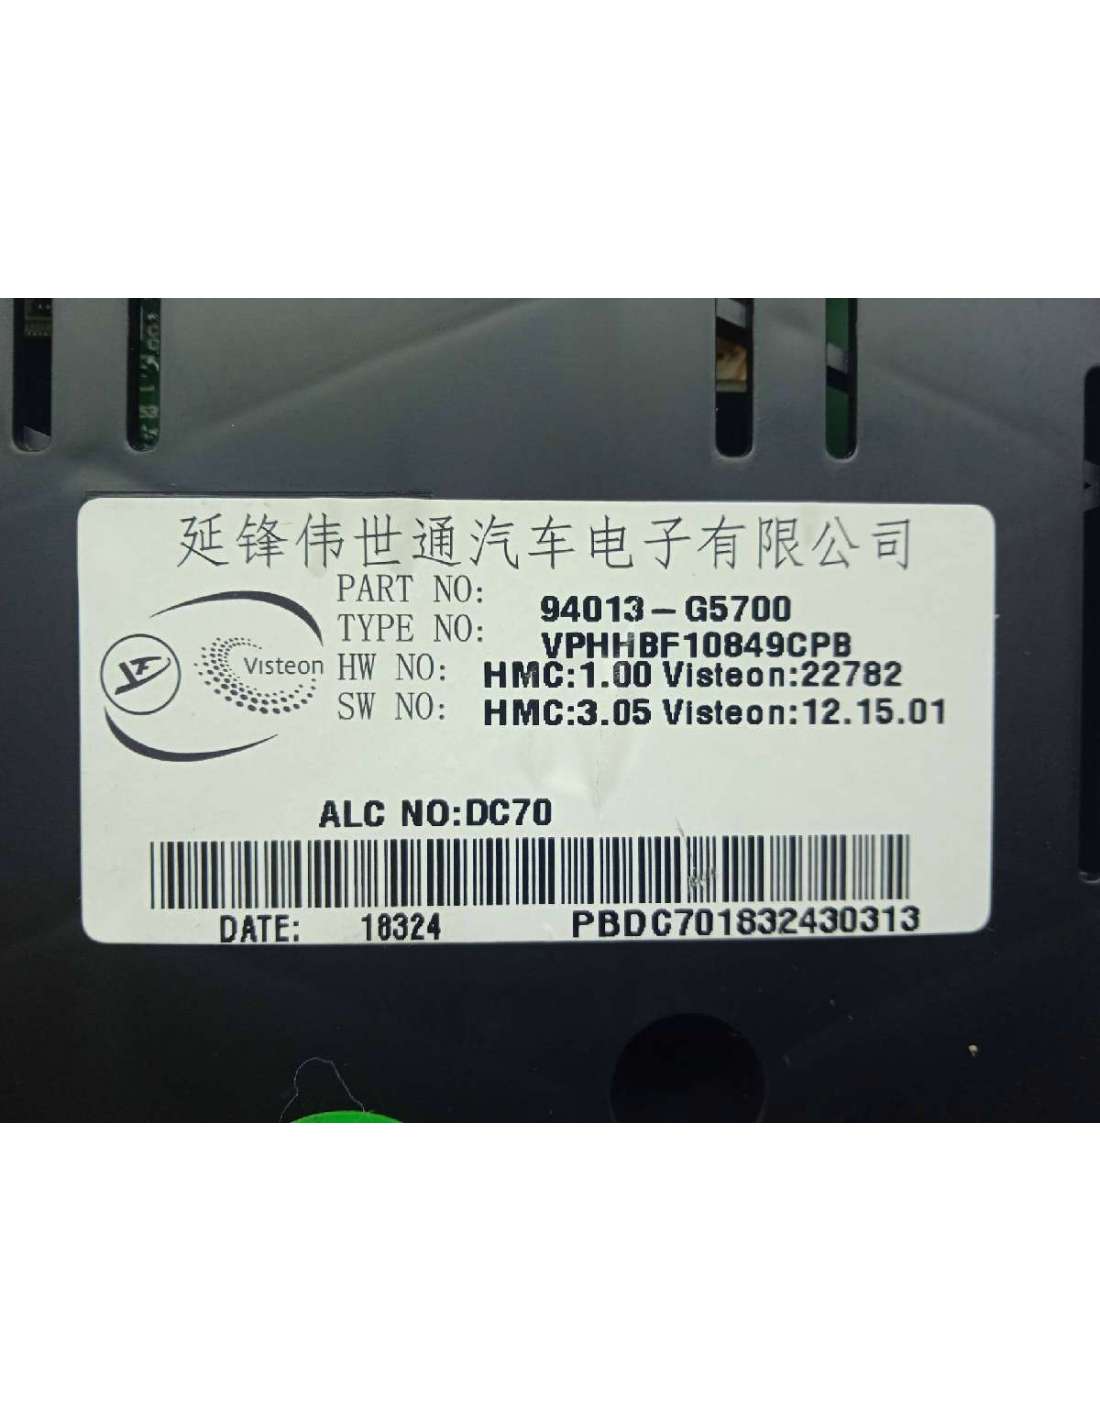 延锋伟世通汽车电子有限公司
PART NO: 94013-G5700
TYPE NO: VPHHBF10849CPB
YF Visteon
HW NO: HMC:1.00 Visteon:22782
SW NO: HMC:3.05 Visteon:12.15.01
ALC NO:DC70
DATE: 18324 PBDC701832430313